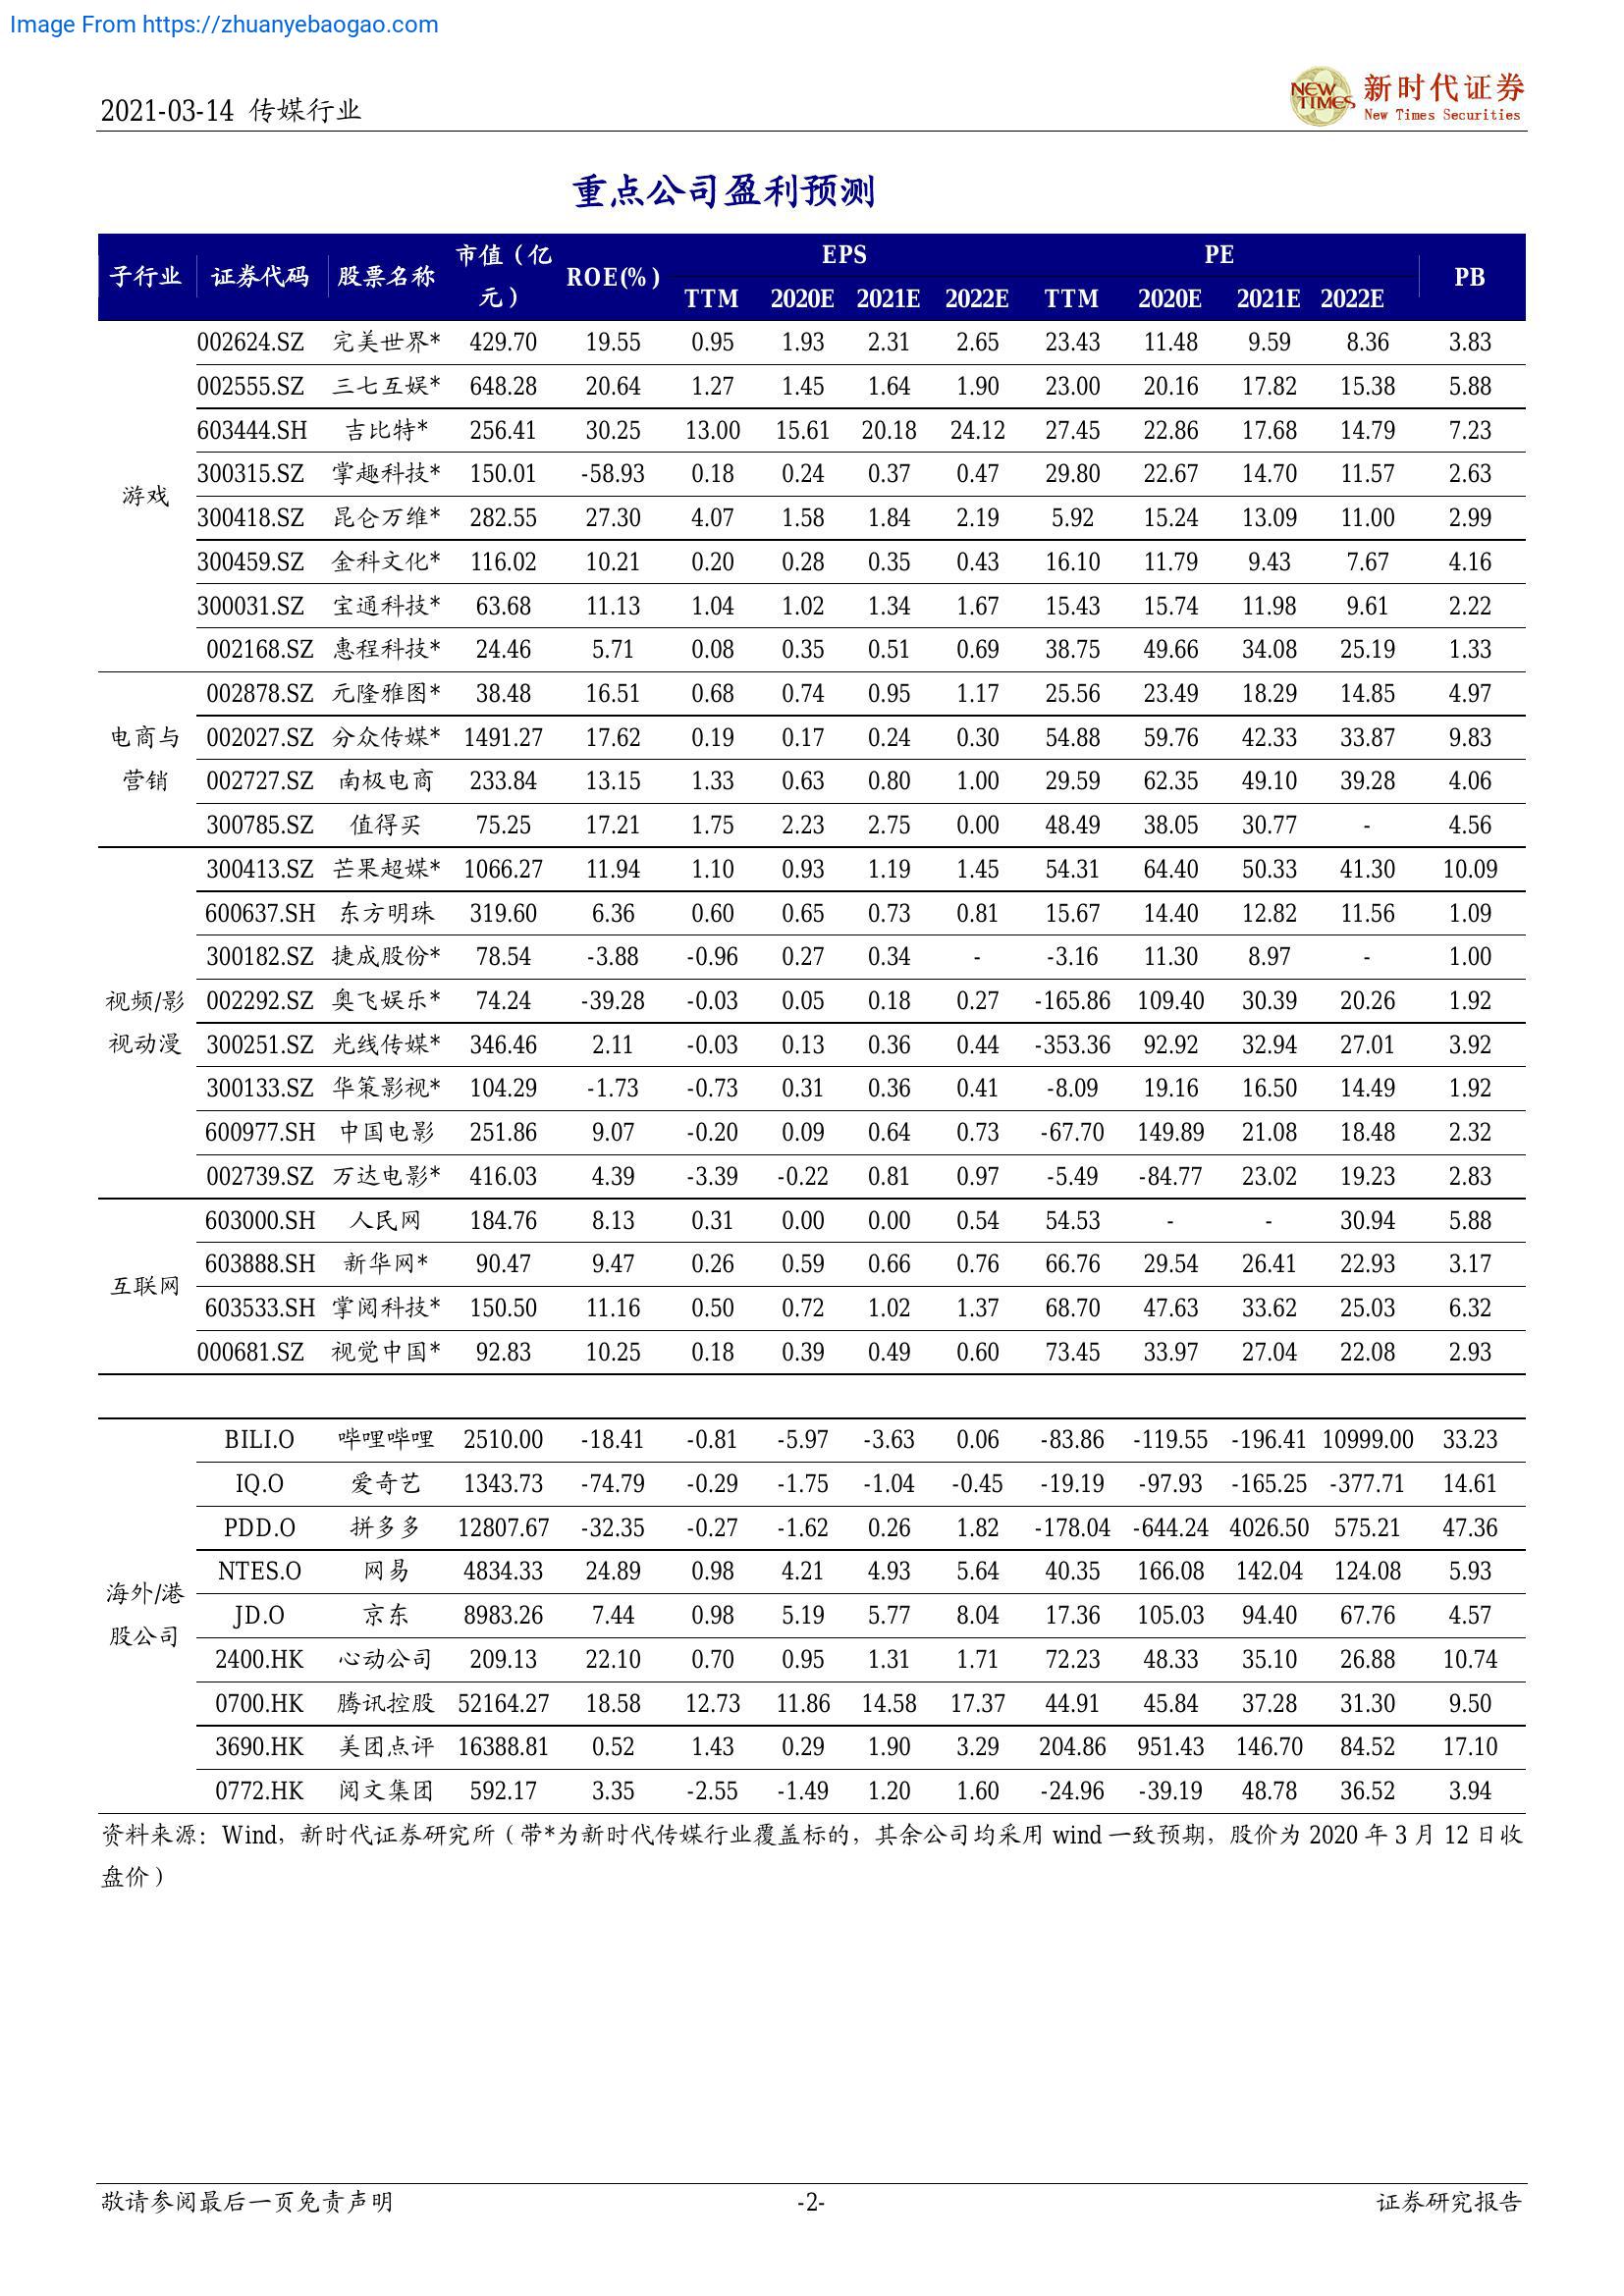 Image From https://zhuanyebaogao.com
2021-03-14 传媒行业
NEW TIMES 新时代证券
New Times Securities
重点公司盈利预测
子行业 证券代码 股票名称 市值（亿元） ROE(%) EPS PE PB
TTM 2020E 2021E 2022E TTM 2020E 2021E 2022E
游戏
002624.SZ 完美世界* 429.70 19.55 0.95 1.93 2.31 2.65 23.43 11.48 9.59 8.36 3.83
002555.SZ 三七互娱* 648.28 20.64 1.27 1.45 1.64 1.90 23.00 20.16 17.82 15.38 5.88
603444.SH 吉比特* 256.41 30.25 13.00 15.61 20.18 24.12 27.45 22.86 17.68 14.79 7.23
300315.SZ 掌趣科技* 150.01 -58.93 0.18 0.24 0.37 0.47 29.80 22.67 14.70 11.57 2.63
300418.SZ 昆仑万维* 282.55 27.30 4.07 1.58 1.84 2.19 5.92 15.24 13.09 11.00 2.99
300459.SZ 金科文化* 116.02 10.21 0.20 0.28 0.35 0.43 16.10 11.79 9.43 7.67 4.16
300031.SZ 宝通科技* 63.68 11.13 1.04 1.02 1.34 1.67 15.43 15.74 11.98 9.61 2.22
002168.SZ 惠程科技* 24.46 5.71 0.08 0.35 0.51 0.69 38.75 49.66 34.08 25.19 1.33
电商与营销
002878.SZ 元隆雅图* 38.48 16.51 0.68 0.74 0.95 1.17 25.56 23.49 18.29 14.85 4.97
002027.SZ 分众传媒* 1491.27 17.62 0.19 0.17 0.24 0.30 54.88 59.76 42.33 33.87 9.83
002727.SZ 南极电商 233.84 13.15 1.33 0.63 0.80 1.00 29.59 62.35 49.10 39.28 4.06
300785.SZ 值得买 75.25 17.21 1.75 2.23 2.75 0.00 48.49 38.05 30.77 - 4.56
视频/影视动漫
300413.SZ 芒果超媒* 1066.27 11.94 1.10 0.93 1.19 1.45 54.31 64.40 50.33 41.30 10.09
600637.SH 东方明珠 319.60 6.36 0.60 0.65 0.73 0.81 15.67 14.40 12.82 11.56 1.09
300182.SZ 捷成股份* 78.54 -3.88 -0.96 0.27 0.34 - -3.16 11.30 8.97 - 1.00
002292.SZ 奥飞娱乐* 74.24 -39.28 -0.03 0.05 0.18 0.27 -165.86 109.40 30.39 20.26 1.92
300251.SZ 光线传媒* 346.46 2.11 -0.03 0.13 0.36 0.44 -353.36 92.92 32.94 27.01 3.92
300133.SZ 华策影视* 104.29 -1.73 -0.73 0.31 0.36 0.41 -8.09 19.16 16.50 14.49 1.92
600977.SH 中国电影 251.86 9.07 -0.20 0.09 0.64 0.73 -67.70 149.89 21.08 18.48 2.32
002739.SZ 万达电影* 416.03 4.39 -3.39 -0.22 0.81 0.97 -5.49 -84.77 23.02 19.23 2.83
互联网
603000.SH 人民网 184.76 8.13 0.31 0.00 0.00 0.54 54.53 - - 30.94 5.88
603888.SH 新华网* 90.47 9.47 0.26 0.59 0.66 0.76 66.76 29.54 26.41 22.93 3.17
603533.SH 掌阅科技* 150.50 11.16 0.50 0.72 1.02 1.37 68.70 47.63 33.62 25.03 6.32
000681.SZ 视觉中国* 92.83 10.25 0.18 0.39 0.49 0.60 73.45 33.97 27.04 22.08 2.93
海外/港股公司
BILI.O 哔哩哔哩 2510.00 -18.41 -0.81 -5.97 -3.63 0.06 -83.86 -119.55 -196.41 10999.00 33.23
IQ.O 爱奇艺 1343.73 -74.79 -0.29 -1.75 -1.04 -0.45 -19.19 -97.93 -165.25 -377.71 14.61
PDD.O 拼多多 12807.67 -32.35 -0.27 -1.62 0.26 1.82 -178.04 -644.24 4026.50 575.21 47.36
NTES.O 网易 4834.33 24.89 0.98 4.21 4.93 5.64 40.35 166.08 142.04 124.08 5.93
JD.O 京东 8983.26 7.44 0.98 5.19 5.77 8.04 17.36 105.03 94.40 67.76 4.57
2400.HK 心动公司 209.13 22.10 0.70 0.95 1.31 1.71 72.23 48.33 35.10 26.88 10.74
0700.HK 腾讯控股 52164.27 18.58 12.73 11.86 14.58 17.37 44.91 45.84 37.28 31.30 9.50
3690.HK 美团点评 16388.81 0.52 1.43 0.29 1.90 3.29 204.86 951.43 146.70 84.52 17.10
0772.HK 阅文集团 592.17 3.35 -2.55 -1.49 1.20 1.60 -24.96 -39.19 48.78 36.52 3.94
资料来源：Wind，新时代证券研究所（带*为新时代传媒行业覆盖标的，其余公司均采用 wind 一致预期，股价为 2020 年 3 月 12 日收
盘价）
敬请参阅最后一页免责声明 -2- 证券研究报告